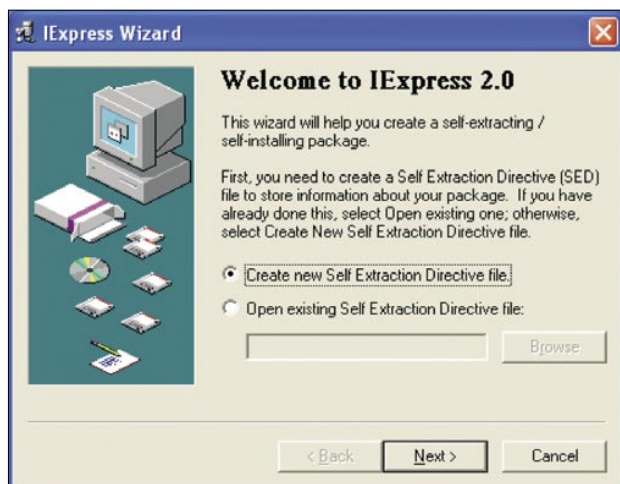 IExpress Wizard
Welcome to IExpress 2.0
This wizard will help you create a self-extracting /
self-installing package.
First, you need to create a Self Extraction Directive (SED)
file to store information about your package. If you have
already done this, select Open existing one; otherwise,
select Create New Self Extraction Directive file.
Create new Self Extraction Directive file.
Open existing Self Extraction Directive file:
Browse
< Back
Next >
Cancel